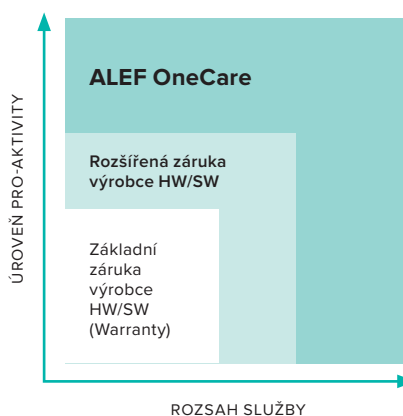 ÚROVEŇ PRO-AKTIVITY
ALEF OneCare
Rozšířená záruka
výrobce HW/SW
Základní
záruka
výrobce
HW/SW
(Warranty)
ROZSAH SLUŽBY